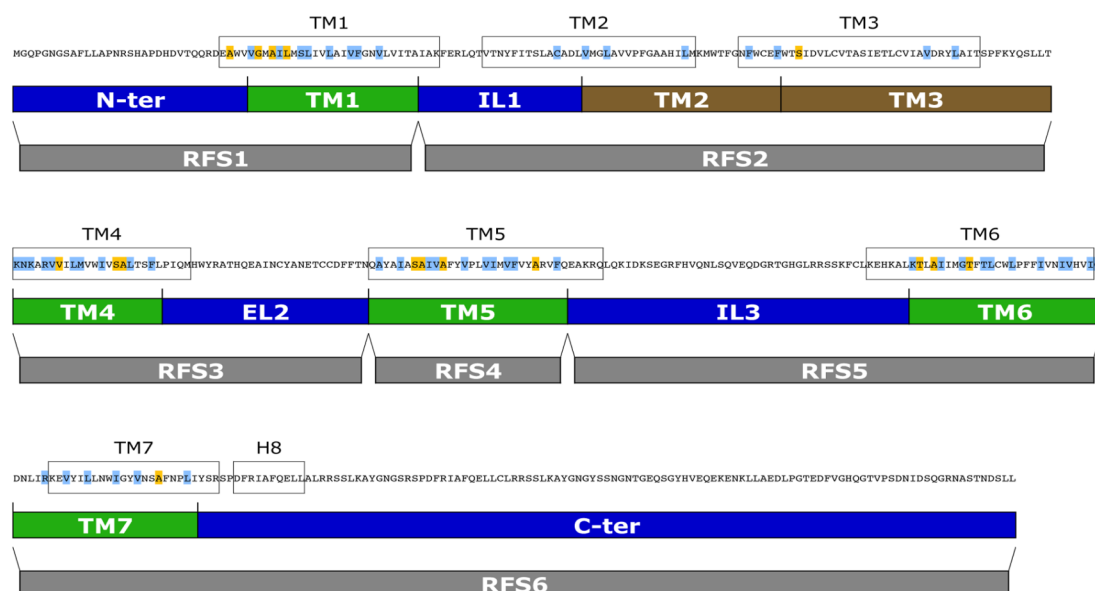 TM1 TM2 TM3
MGQPGNGSAFLLAPNRSHAPDHDVTQQRDEAWVVGMAILMSLIVLAIVFGNVLVITAIAKFERLQTVTNYFITSLACADLVMGLAVVPFGAAHILMKMWTFGNFWCEFWTSIDVLCVTASIETLCVIAVDRYLAITSPFKYQSLLT
N-ter TM1 IL1 TM2 TM3
RFS1 RFS2
TM4 TM5 TM6
KNKARVVILMVWIVSALTSFLPIQMHWYRATHQEAINCYANETCCDFFTNQAYAIASAIVAFYVPLVIMVFVYARVFQEAKRQLQKIDKSEGRFHVQNLSQVEQDGRTGHGLRRSSKFCLKEHKALKTLAIIMGTFTLCWLPFFIVNIVHVI
TM4 EL2 TM5 IL3 TM6
RFS3 RFS4 RFS5
TM7 H8
DNLIRKEVYILLNWIGYVNSAFNPLIYSRSPDFRIAFQELLALRRSSLKAYGNGSRSPDFRIAFQELLCLRRSSLKAYGNGYSSNGNTGEQSGYHVEQEKENKLLAEDLPGTEDFVGHQGTVPSDNIDSQGRNASTNDSLL
TM7 C-ter
RFS6